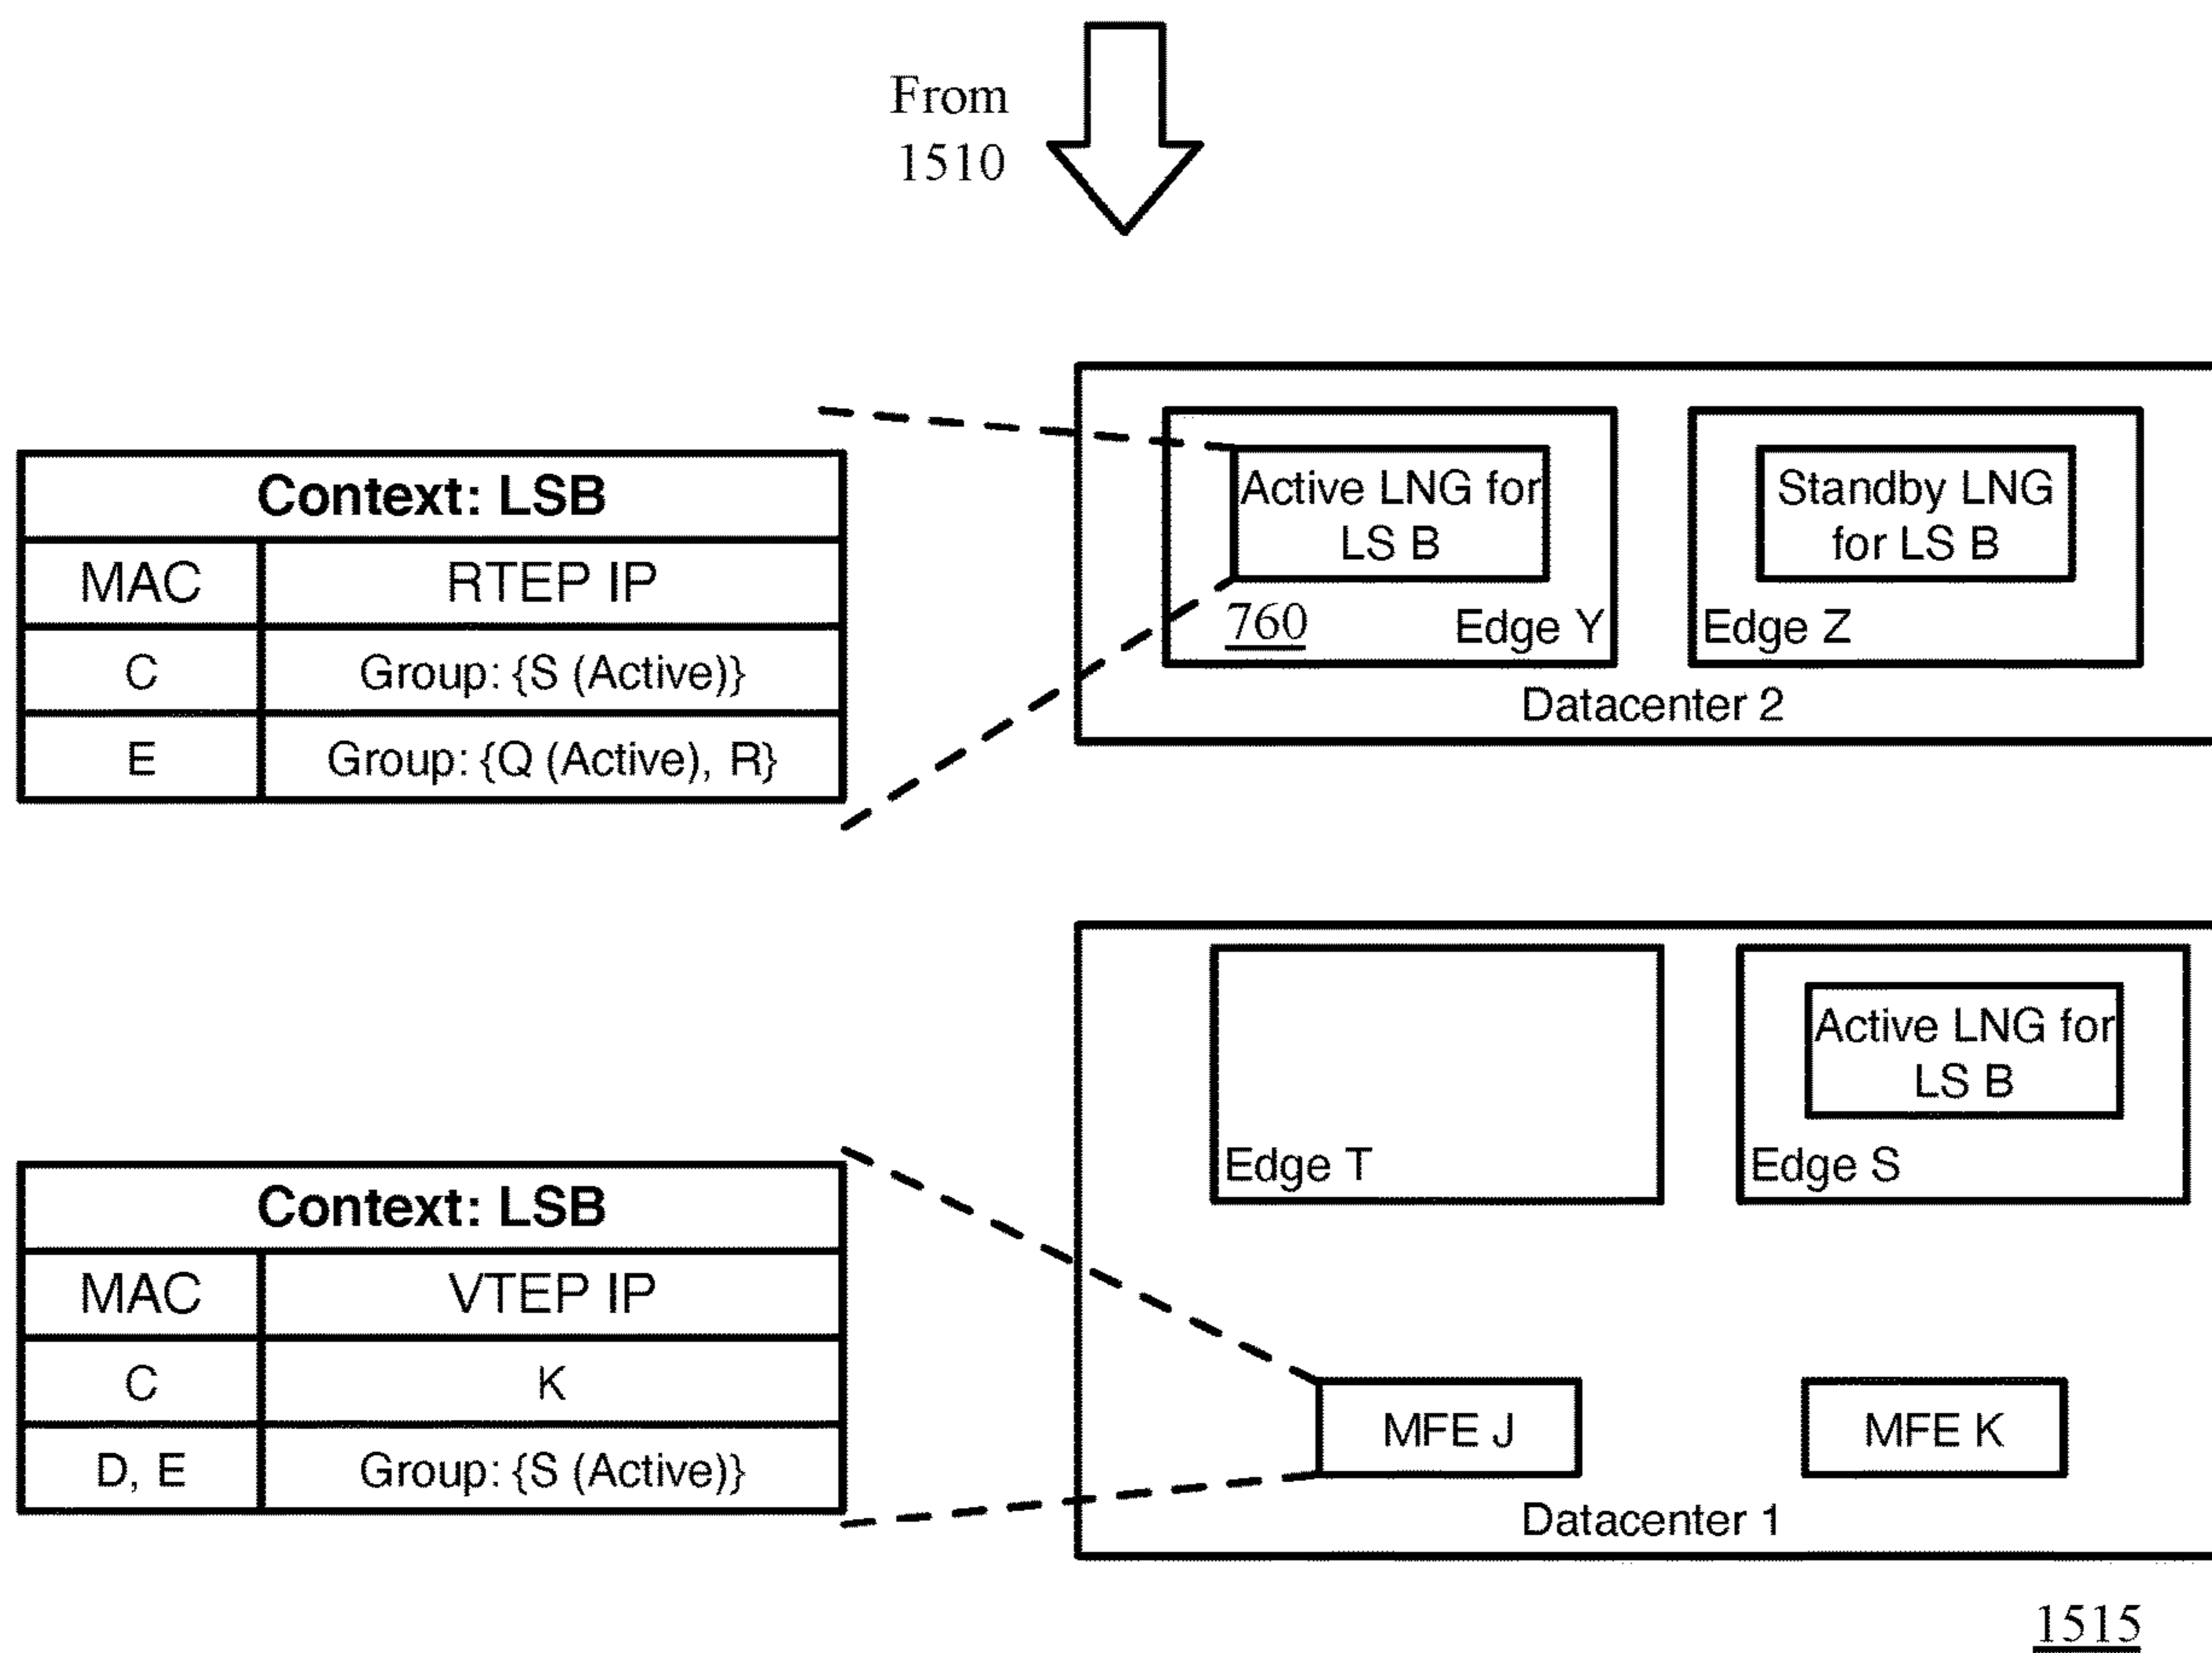 From
1510
Context: LSB
MAC RTEP IP
C Group: {S (Active)}
E Group: {Q (Active), R}
Active LNG for
LS B
760 Edge Y
Standby LNG
for LS B
Edge Z
Datacenter 2
Context: LSB
MAC VTEP IP
C K
D, E Group: {S (Active)}
Edge T
Active LNG for
LS B
Edge S
MFE J MFE K
Datacenter 1
1515